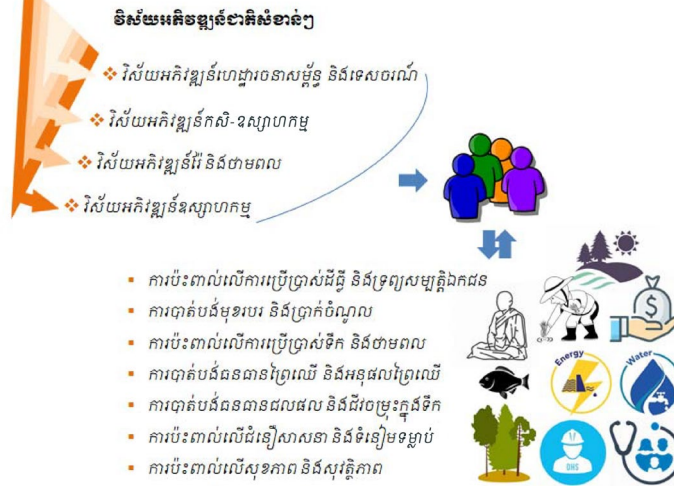 វិស័យអភិវឌ្ឍន៍ជាតិសំខាន់ៗ
វិស័យអភិវឌ្ឍន៍ហេដ្ឋារចនាសម្ព័ន្ធ និងទេសចរណ៍
វិស័យអភិវឌ្ឍន៍កសិ-ឧស្សាហកម្ម
វិស័យអភិវឌ្ឍន៍រ៉ែ និងថាមពល
វិស័យអភិវឌ្ឍន៍ឧស្សាហកម្ម
ការប៉ះពាល់លើការប្រើប្រាស់ដីធ្លី និងទ្រព្យសម្បត្តិឯកជន
ការបាត់បង់មុខរបរ និងប្រាក់ចំណូល
ការប៉ះពាល់លើការប្រើប្រាស់ទឹក និងថាមពល
ការបាត់បង់ធនធានព្រៃឈើ និងអនុផលព្រៃឈើ
ការបាត់បង់ធនធានជលផល និងជីវចម្រុះក្នុងទឹក
ការប៉ះពាល់លើជំនឿសាសនា និងទំនៀមទម្លាប់
ការប៉ះពាល់លើសុខភាព និងសុវត្ថិភាព
Energy
Water
OHS